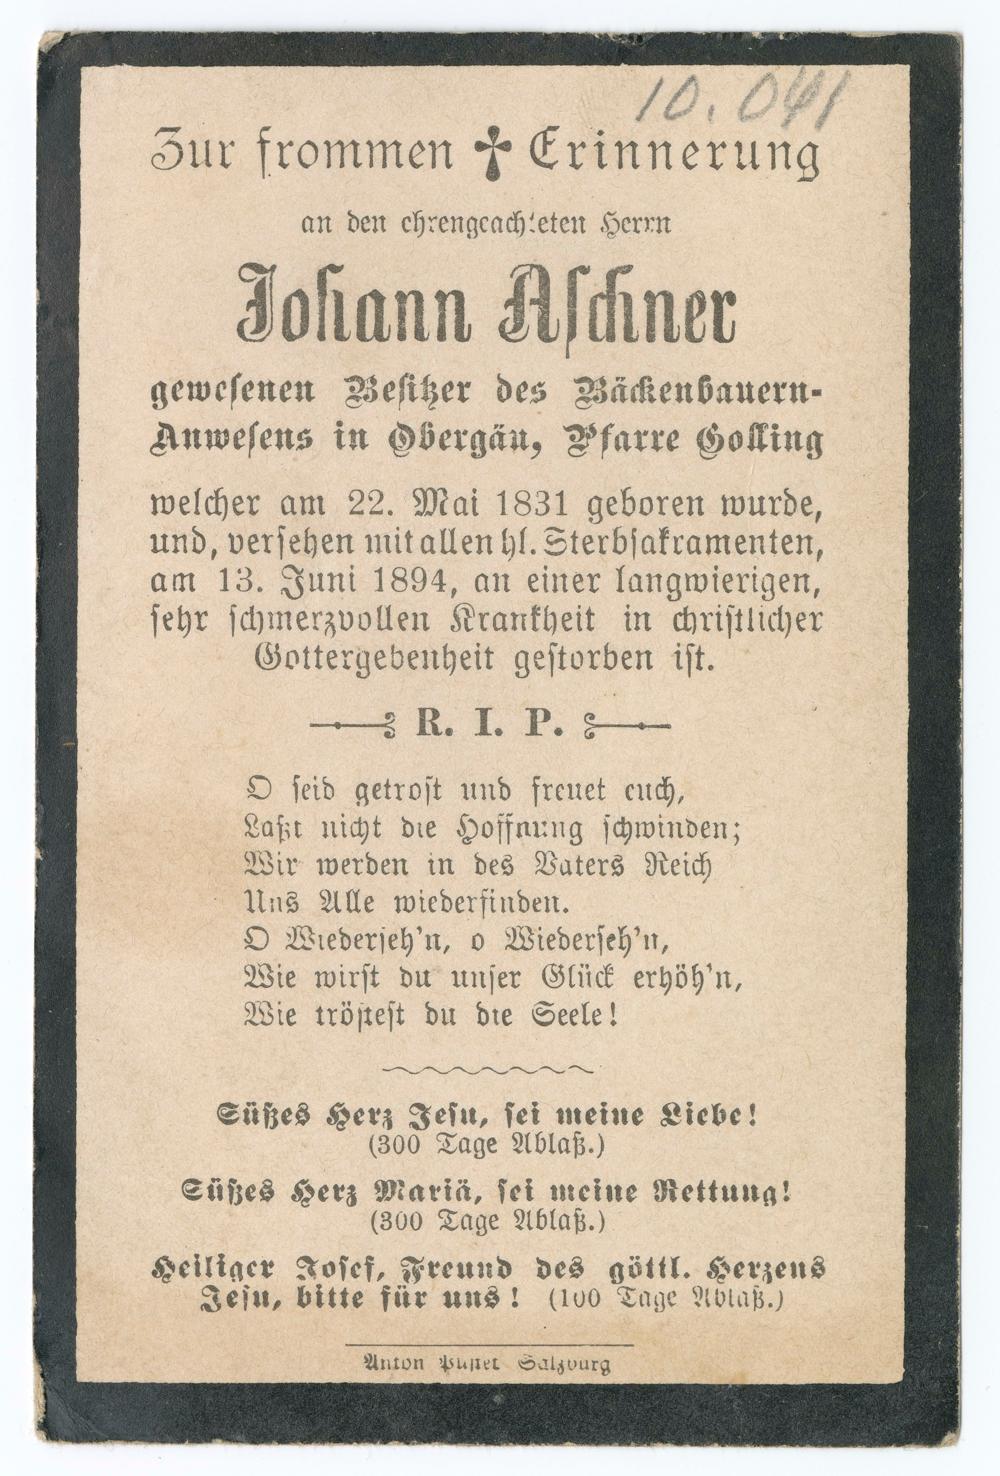 10.041
Zur frommen ✝ Erinnerung
an den ehrengeachteten Herrn
Johann Aschner
gewesenen Besitzer des Bäckenbauern-
Anwesens in Obergäu, Pfarre Golling
welcher am 22. Mai 1831 geboren wurde,
und, versehen mit allen hl. Sterbsakramenten,
am 13. Juni 1894, an einer langwierigen,
sehr schmerzvollen Krankheit in christlicher
Gottergebenheit gestorben ist.
R. I. P.
O seid getrost und freuet euch,
Laßt nicht die Hoffnung schwinden;
Wir werden in des Vaters Reich
Uns Alle wiederfinden.
O Wiederseh'n, o Wiederseh'n,
Wie wirst du unser Glück erhöh'n,
Wie tröstest du die Seele!
Süßes Herz Jesu, sei meine Liebe!
(300 Tage Ablaß.)
Süßes Herz Mariä, sei meine Rettung!
(300 Tage Ablaß.)
Heiliger Josef, Freund des göttl. Herzens
Jesu, bitte für uns! (100 Tage Ablaß.)
Anton Pustet Salzburg